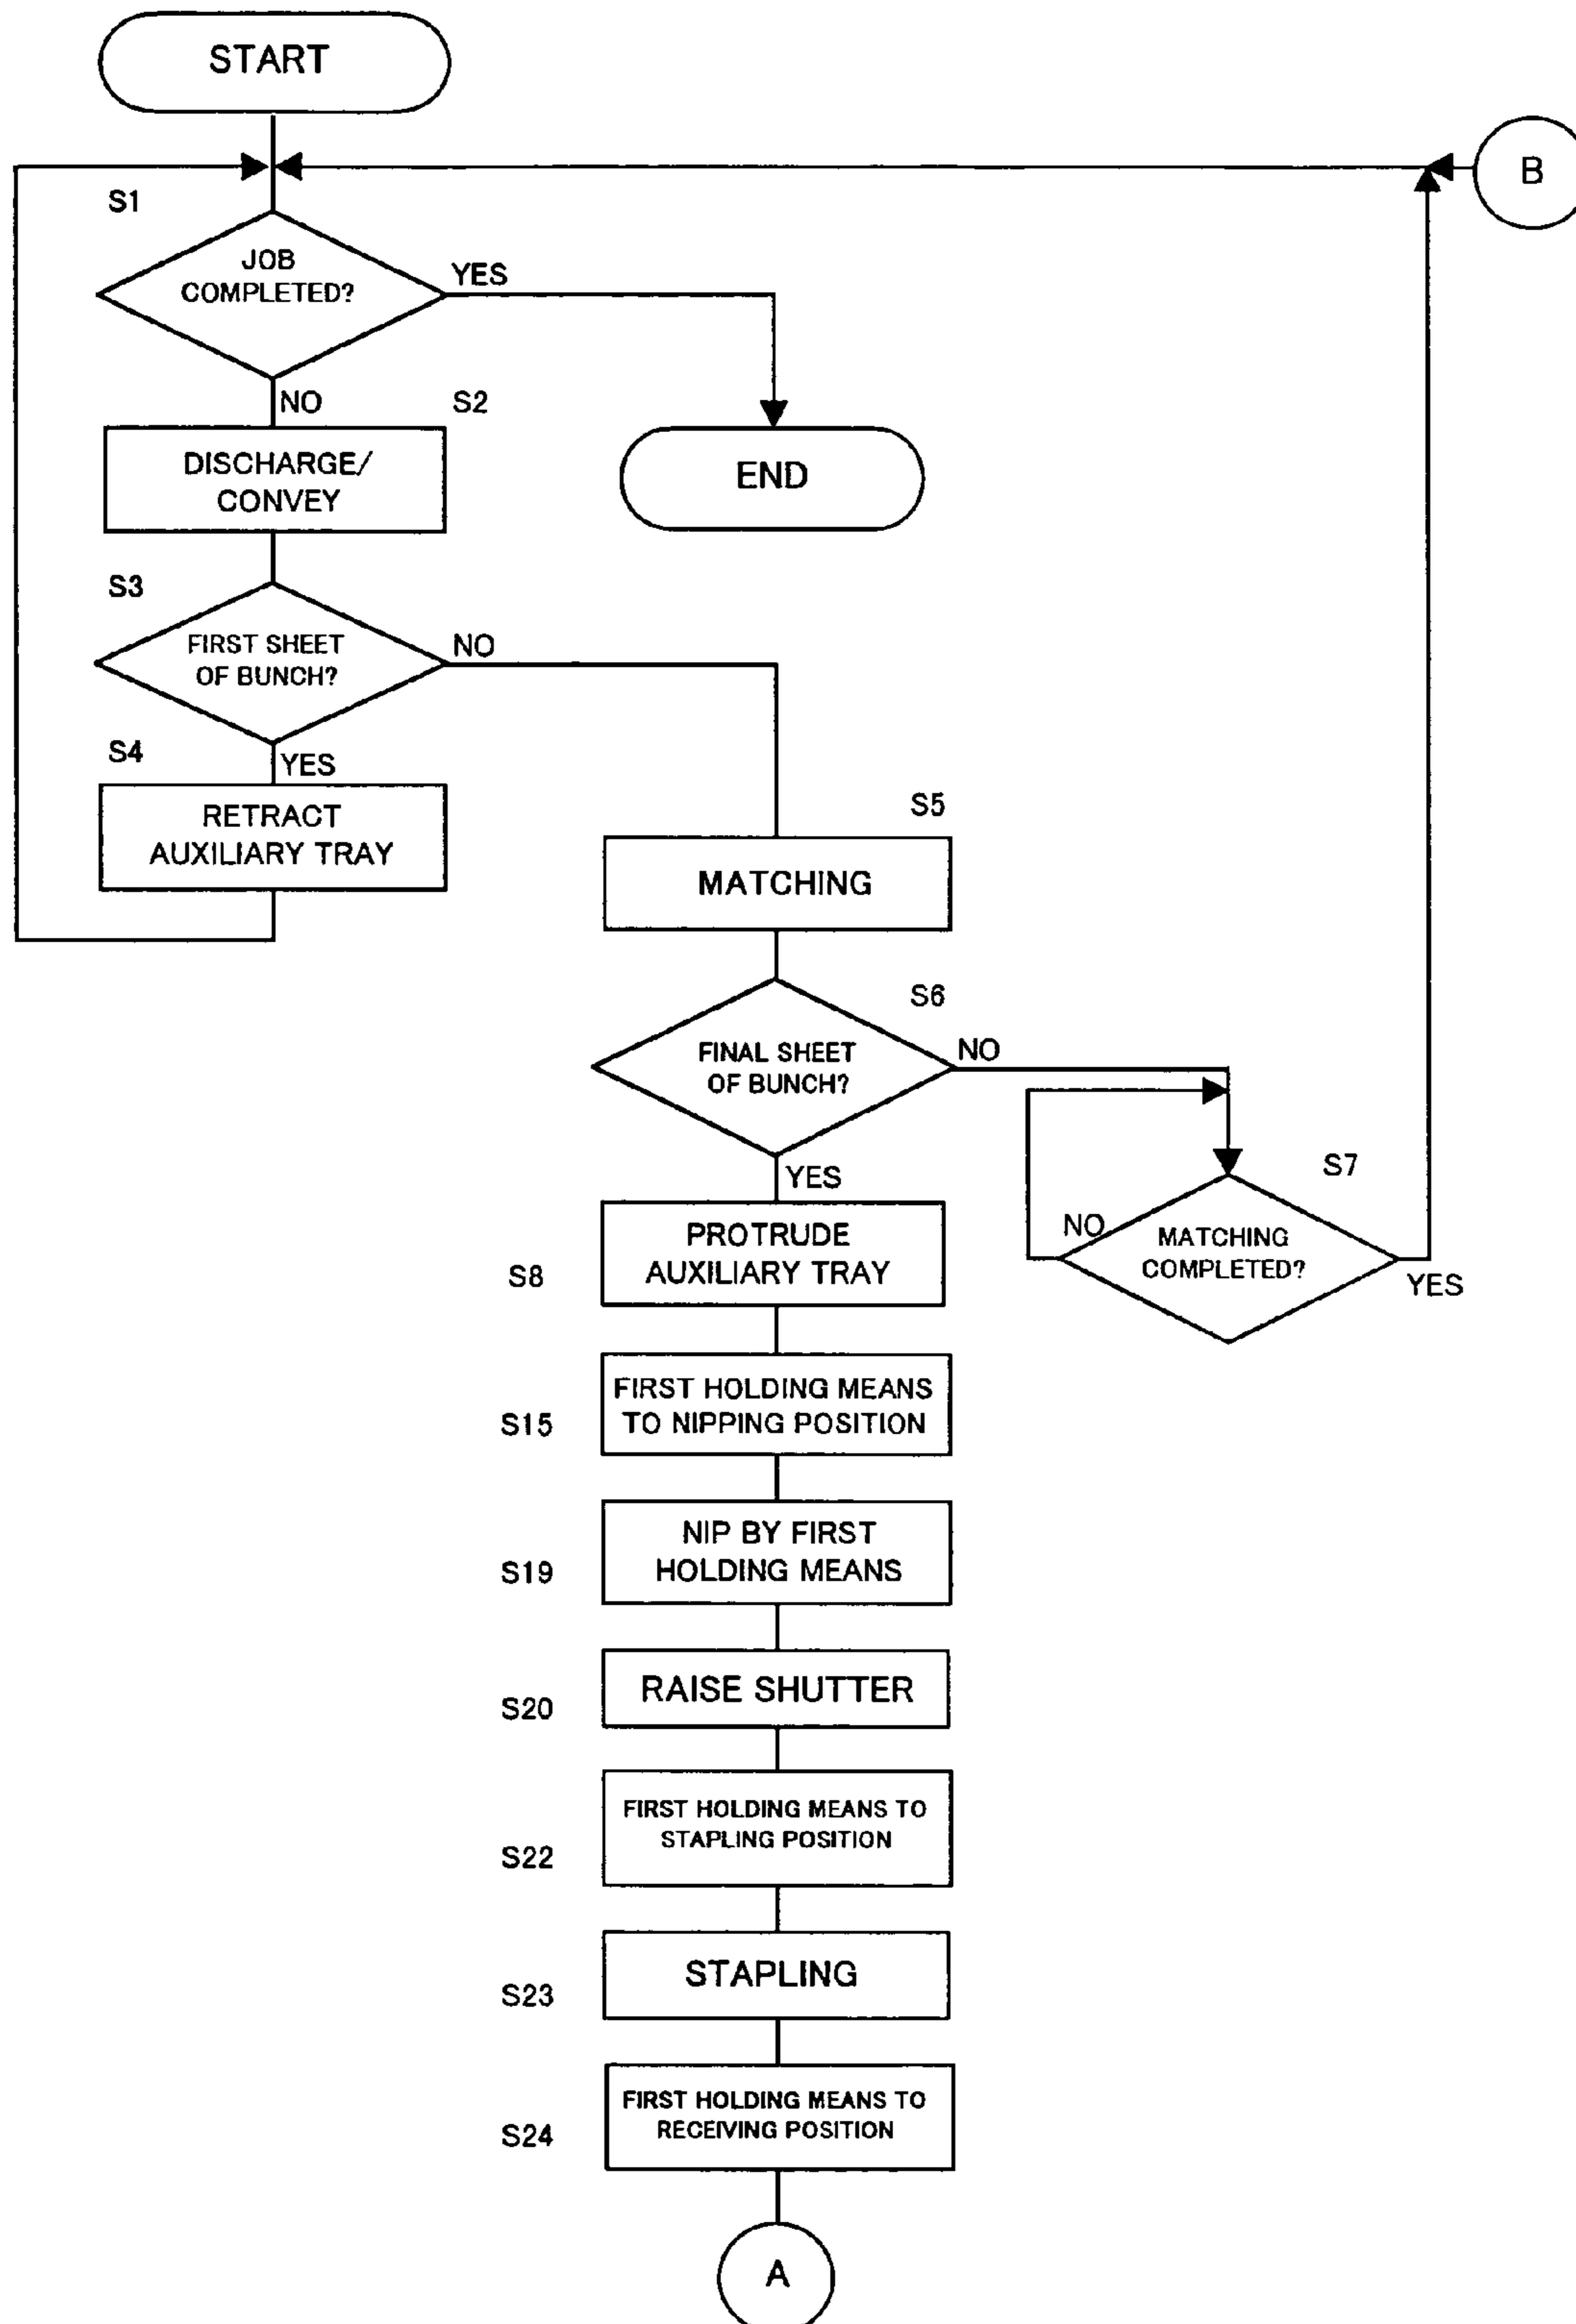 START
B
S1
JOB
COMPLETED?
YES
NO
S2
DISCHARGE/
CONVEY
END
S3
FIRST SHEET
OF BUNCH?
NO
S4
YES
RETRACT
AUXILIARY TRAY
S5
MATCHING
S6
FINAL SHEET
OF BUNCH?
NO
YES
S7
NO
MATCHING
COMPLETED?
YES
S8
PROTRUDE
AUXILIARY TRAY
S15
FIRST HOLDING MEANS
TO NIPPING POSITION
S19
NIP BY FIRST
HOLDING MEANS
S20
RAISE SHUTTER
S22
FIRST HOLDING MEANS TO
STAPLING POSITION
S23
STAPLING
S24
FIRST HOLDING MEANS TO
RECEIVING POSITION
A